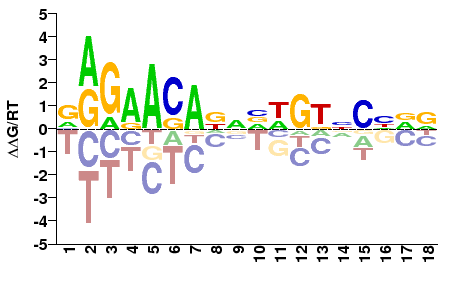 5
4
3
2
1
0
-1
-2
-3
-4
-5
ΔΔG/RT
G A T
A G C T
G A C T
A G C T
A T G C
C G A T
A T C
G T C
A C
C G A T
T A G
G T C
T C
C A
C A T
C T G
G A C
G A T C
1 2 3 4 5 6 7 8 9 10 11 12 13 14 15 16 17 18